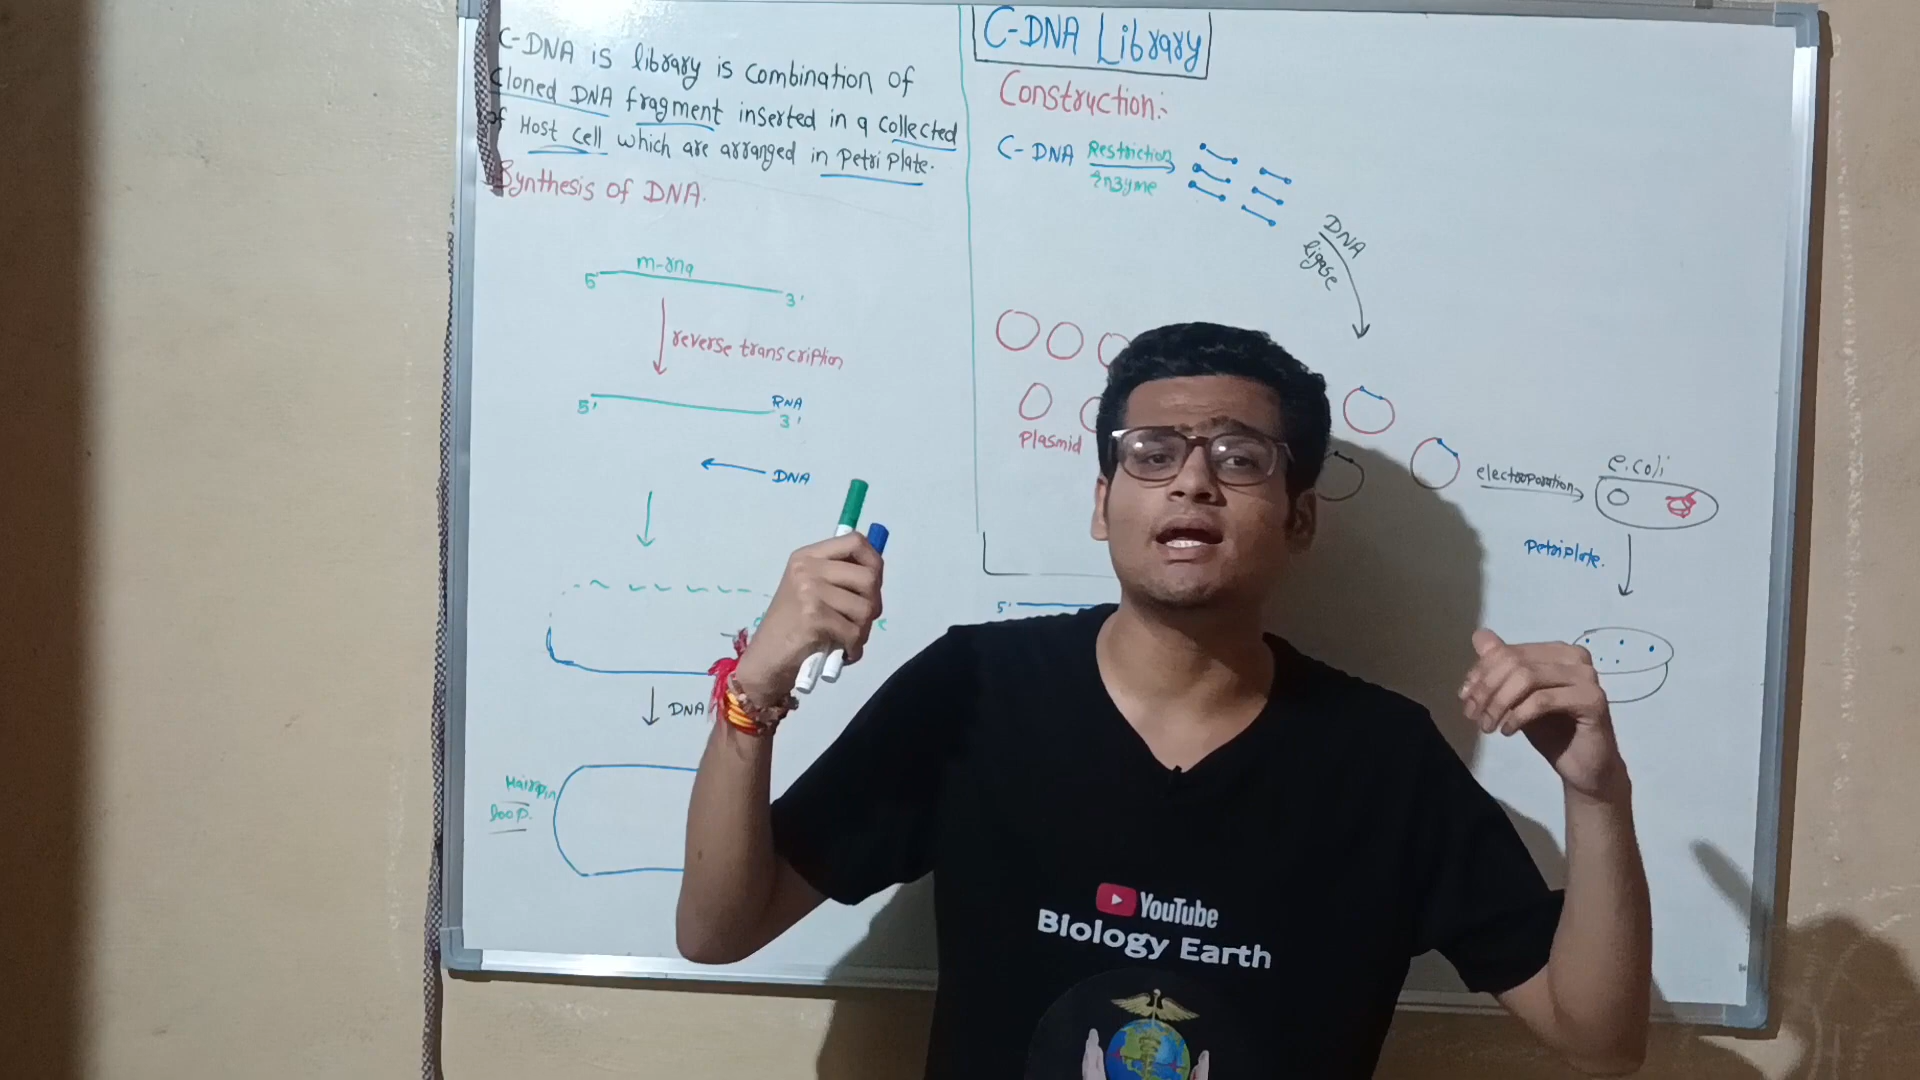 C-DNA is library is combination of
Cloned DNA fragment inserted in a collected
of Host cell which are arranged in Petri Plate.
Synthesis of DNA.
m-rna
5' 3'
reverse transcription
RNA
5' 3'
DNA
DNA
Hairpin
loop.
C-DNA Library
Construction:-
C-DNA Restriction
Enzyme
DNA
ligase
Plasmid
electroporation
e.coli
Petriplate.
5'
YouTube
Biology Earth